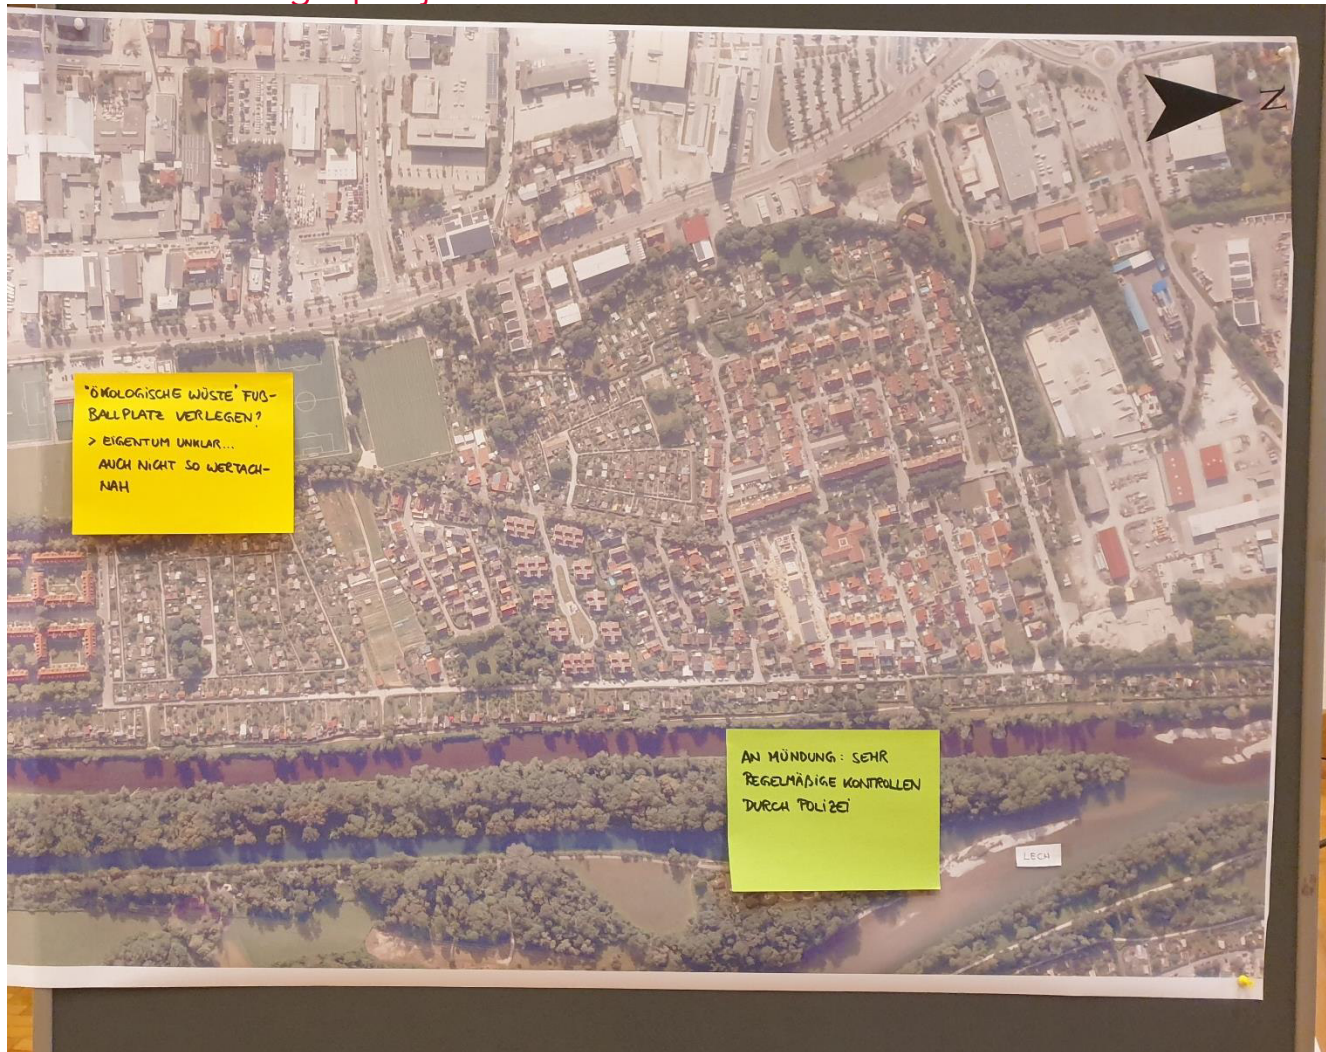 N
"ÖKOLOGISCHE WÜSTE" FUß-
BALLPLATZ VERLEGEN?
> EIGENTUM UNKLAR...
AUCH NICHT SO WERTACH-
NAH
AN MÜNDUNG: SEHR
REGELMÄßIGE KONTROLLEN
DURCH POLIZEI
LECH